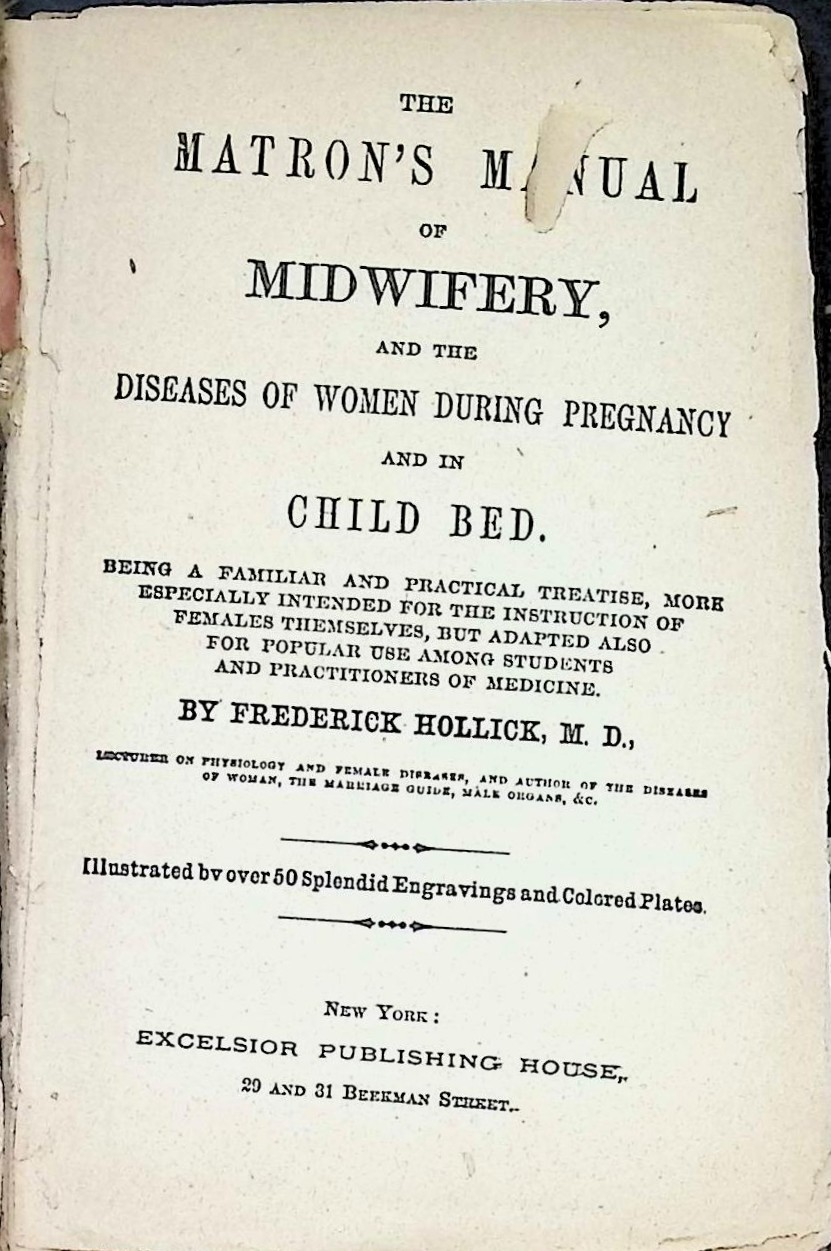 THE
MATRON'S MANUAL
OF
MIDWIFERY,
AND THE
DISEASES OF WOMEN DURING PREGNANCY
AND IN
CHILD BED.
BEING A FAMILIAR AND PRACTICAL TREATISE, MORE
ESPECIALLY INTENDED FOR THE INSTRUCTION OF
FEMALES THEMSELVES, BUT ADAPTED ALSO
FOR POPULAR USE AMONG STUDENTS
AND PRACTITIONERS OF MEDICINE.
BY FREDERICK HOLLICK, M. D.,
LECTURER ON PHYSIOLOGY AND FEMALE DISEASES, AND AUTHOR OF THE DISEASES
OF WOMAN, THE MARRIAGE GUIDE, MALE ORGANS, &C.
Illustrated by over 50 Splendid Engravings and Colored Plates.
NEW YORK:
EXCELSIOR PUBLISHING HOUSE,
29 AND 31 BEEKMAN STREET.